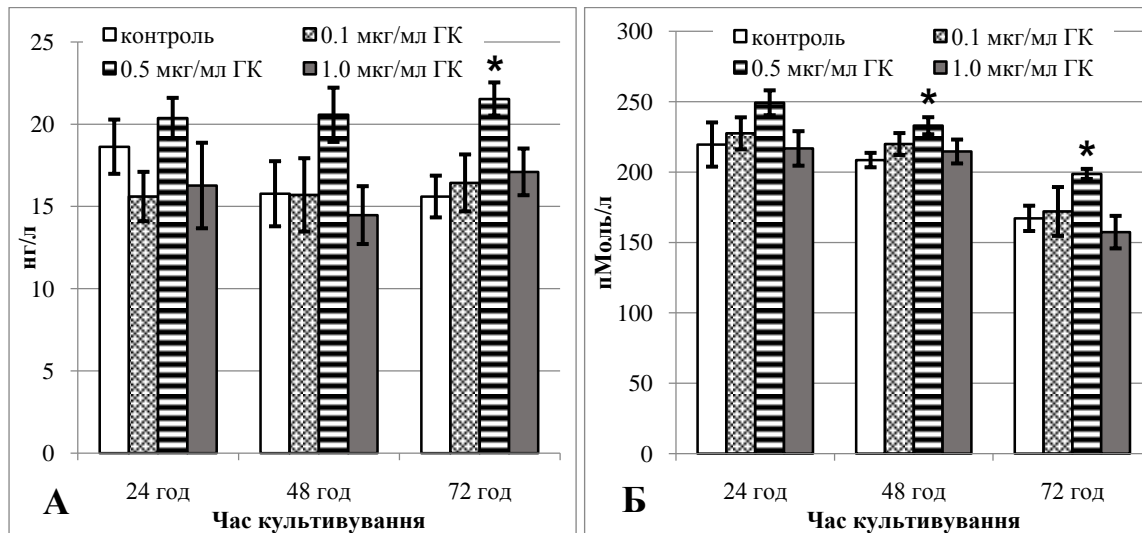 контроль 0.1 мкг/мл ГК
0.5 мкг/мл ГК 1.0 мкг/мл ГК
25
20
15
10
5
0
нг/л
*
24 год 48 год 72 год
Час культивування
А
контроль 0.1 мкг/мл ГК
0.5 мкг/мл ГК 1.0 мкг/мл ГК
300
250
200
150
100
50
0
пМоль/л
*
*
24 год 48 год 72 год
Час культивування
Б